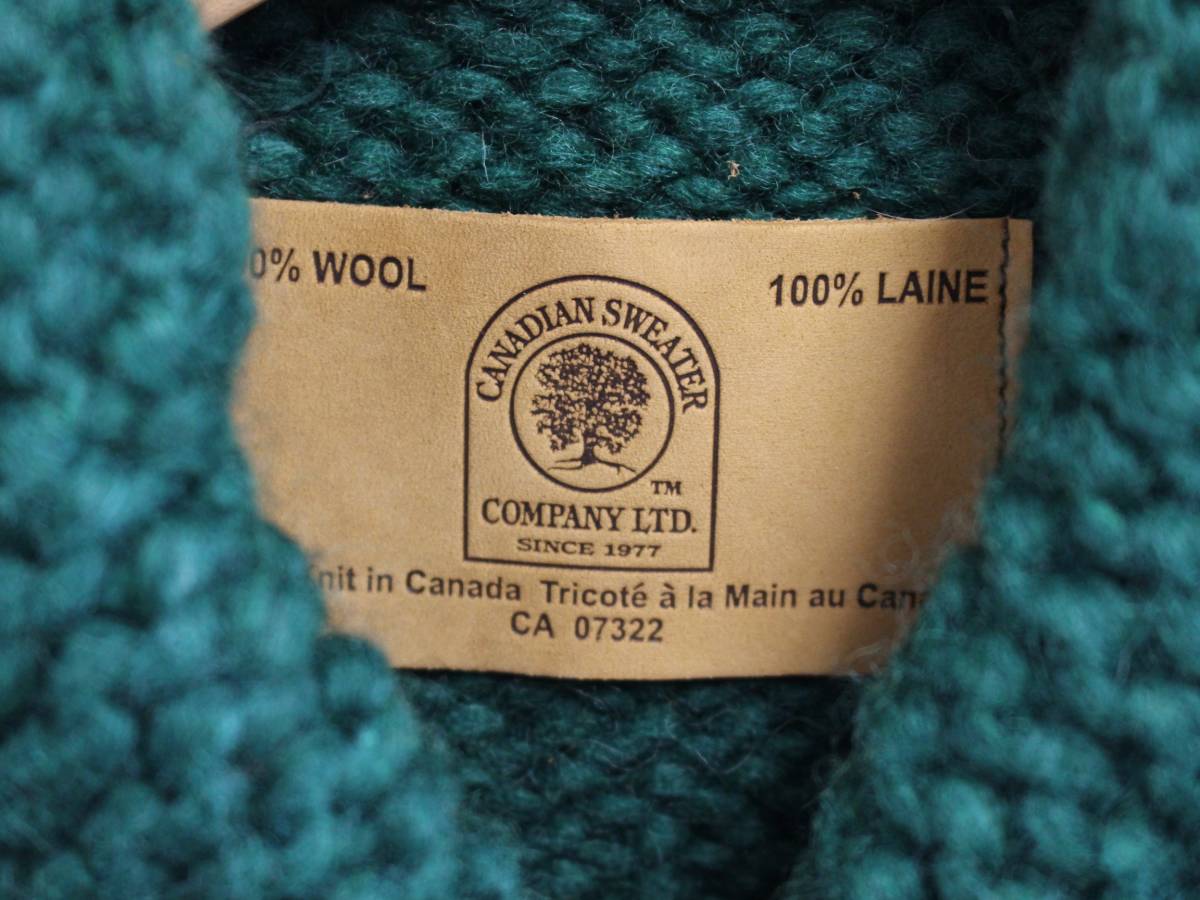 0% WOOL
100% LAINE
CANADIAN SWEATER
TM
COMPANY LTD.
SINCE 1977
nit in Canada Tricoté à la Main au Can
CA 07322